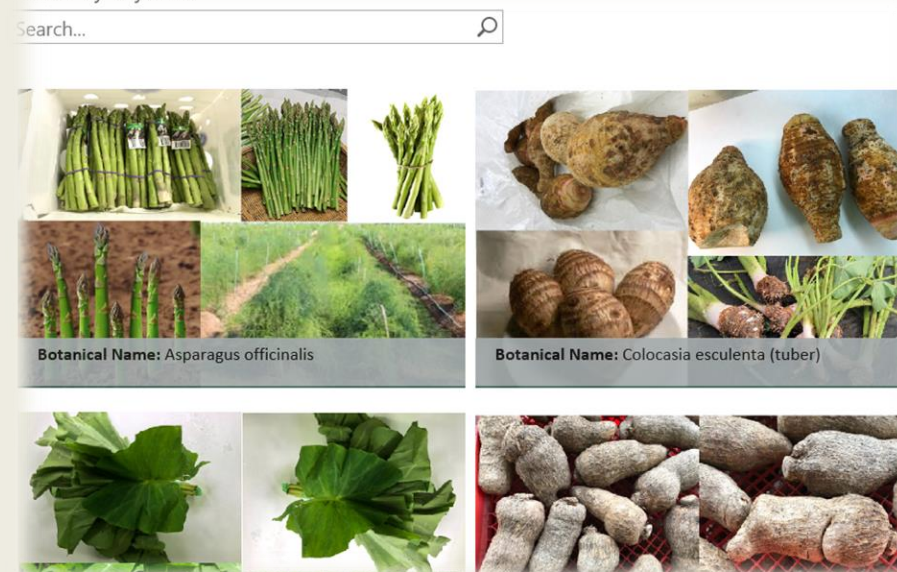 Search...
Botanical Name: Asparagus officinalis
Botanical Name: Colocasia esculenta (tuber)